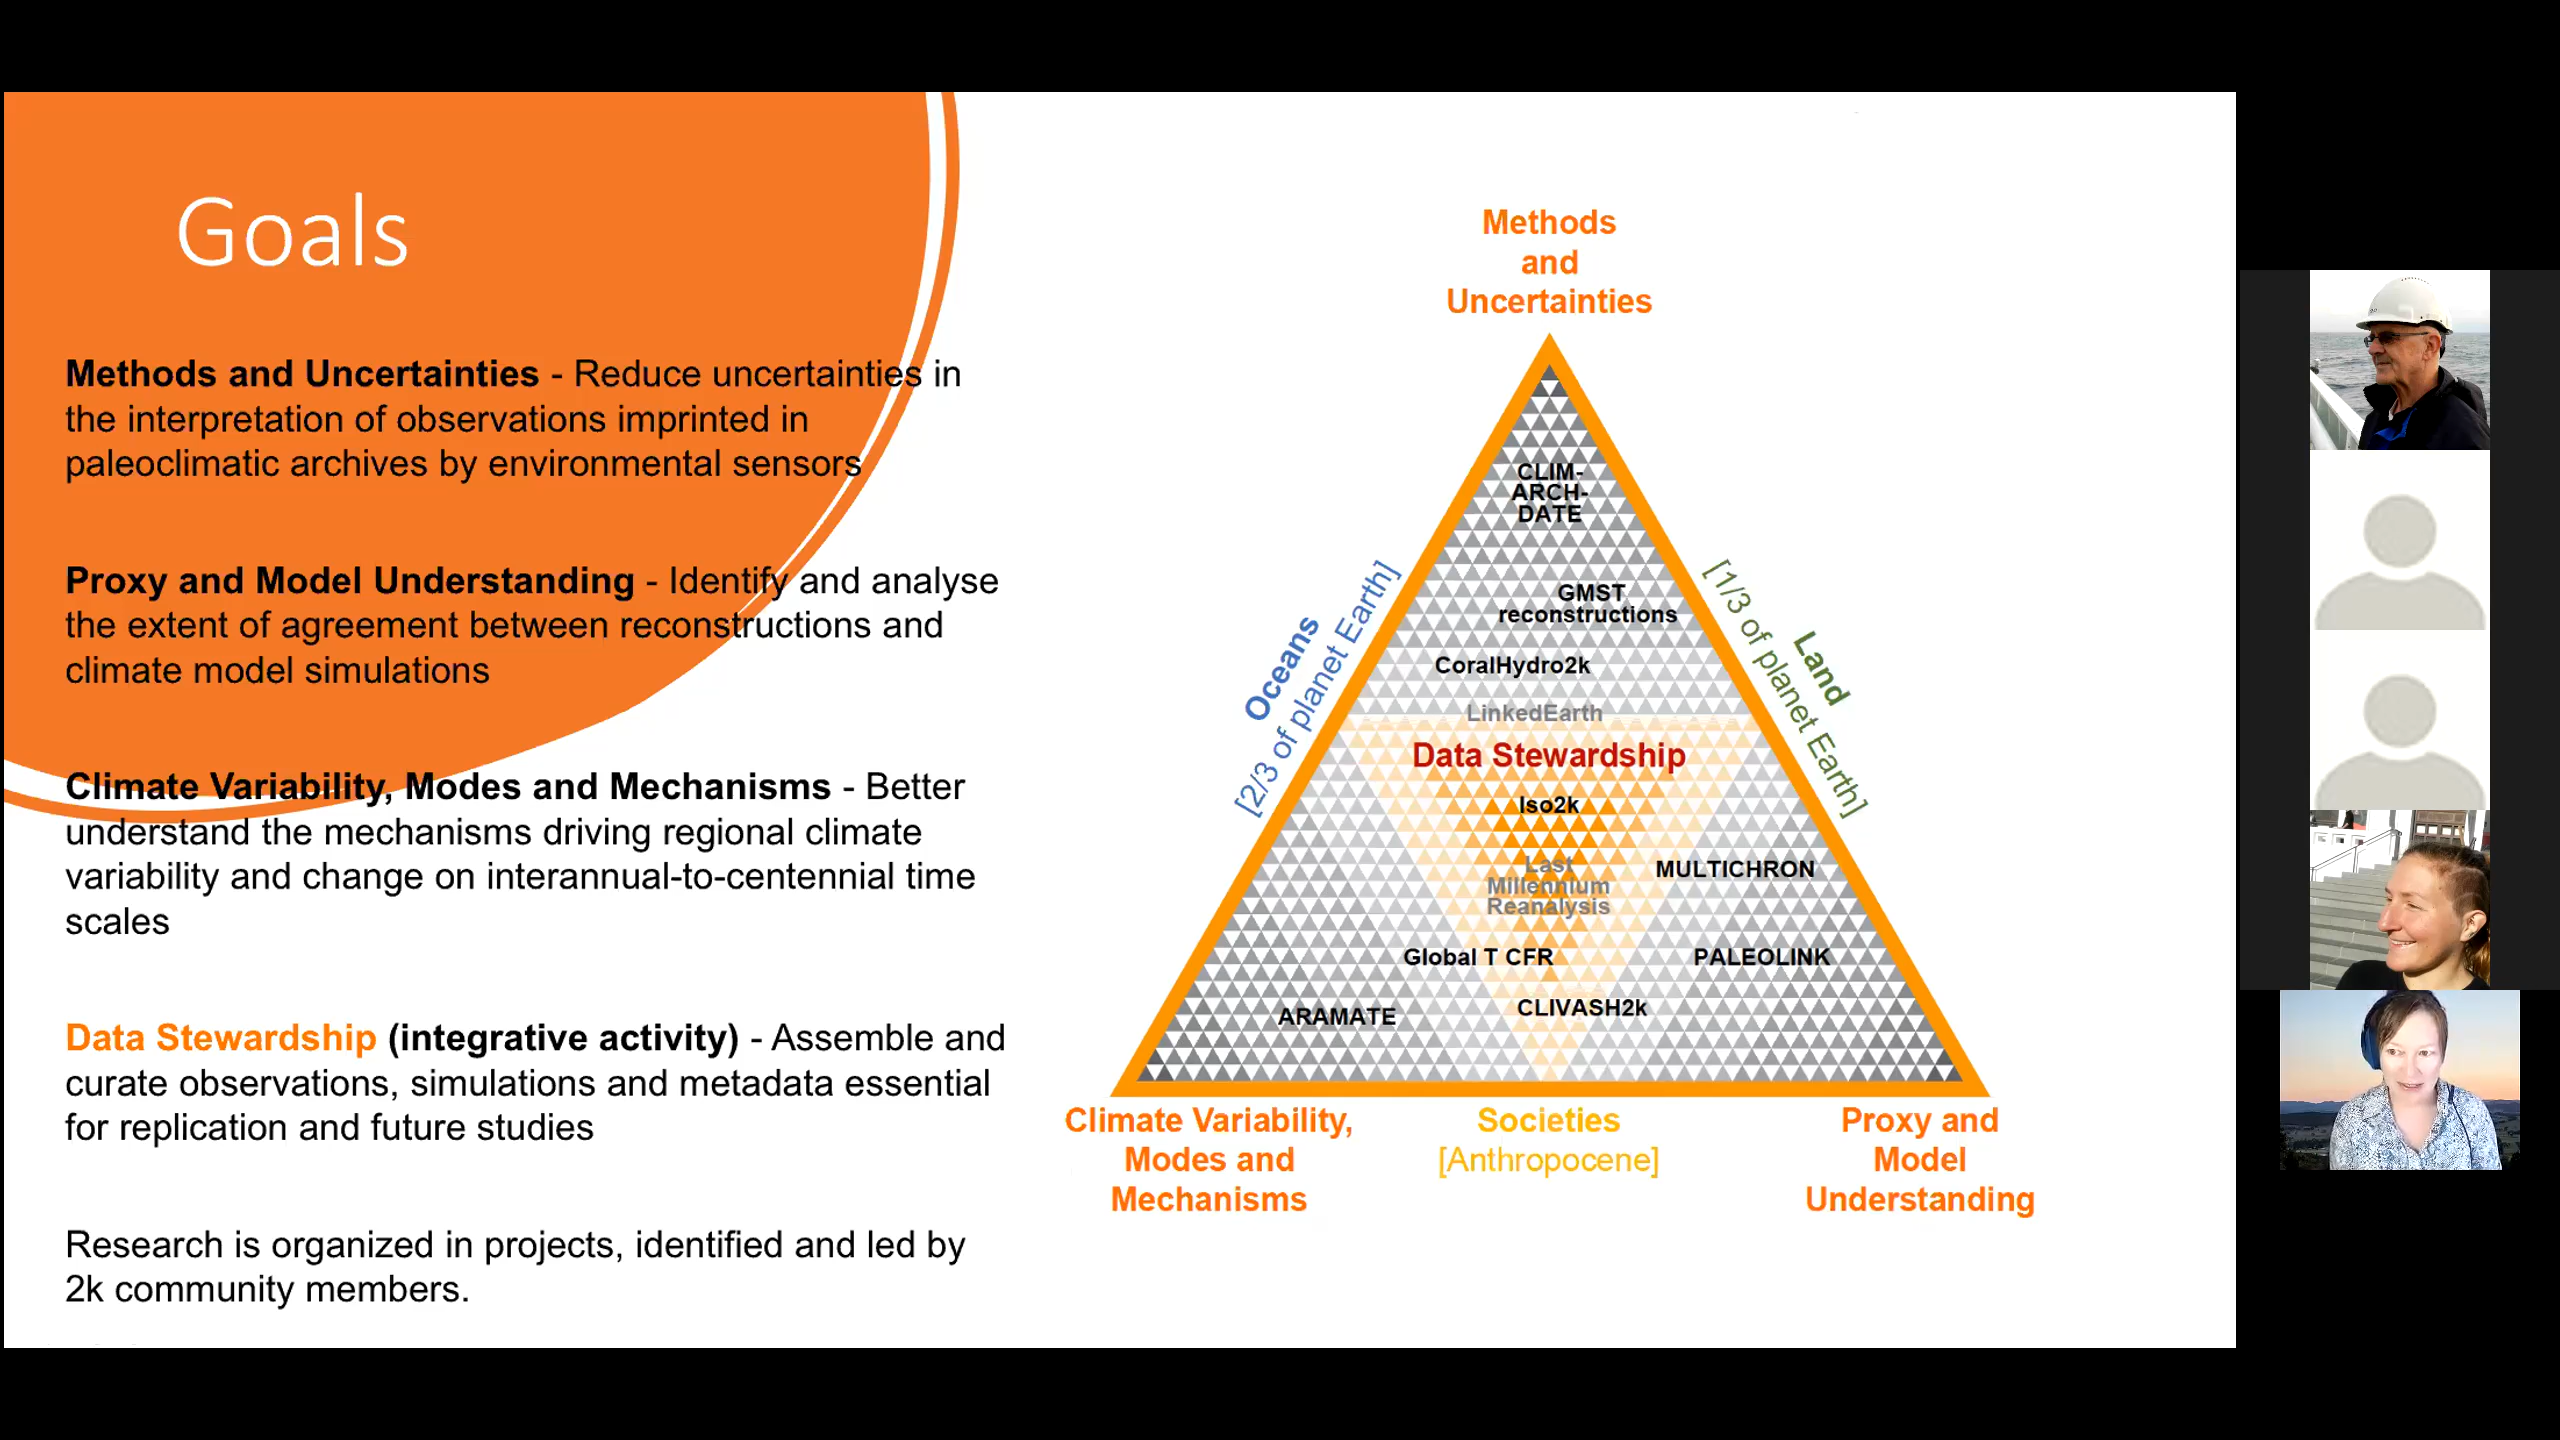 Goals
Methods and Uncertainties - Reduce uncertainties in
the interpretation of observations imprinted in
paleoclimatic archives by environmental sensors
Proxy and Model Understanding - Identify and analyse
the extent of agreement between reconstructions and
climate model simulations
Climate Variability, Modes and Mechanisms - Better
understand the mechanisms driving regional climate
variability and change on interannual-to-centennial time
scales
Data Stewardship (integrative activity) - Assemble and
curate observations, simulations and metadata essential
for replication and future studies
Research is organized in projects, identified and led by
2k community members.
Methods
and
Uncertainties
CLIM-
ARCH-
DATE
GMST
reconstructions
CoralHydro2k
LinkedEarth
Data Stewardship
Iso2k
Last
Millennium
Reanalysis
MULTICHRON
Global T CFR
PALEOLINK
ARAMATE
CLIVASH2k
Oceans
[2/3 of planet Earth]
Land
[1/3 of planet Earth]
Climate Variability,
Modes and
Mechanisms
Societies
[Anthropocene]
Proxy and
Model
Understanding